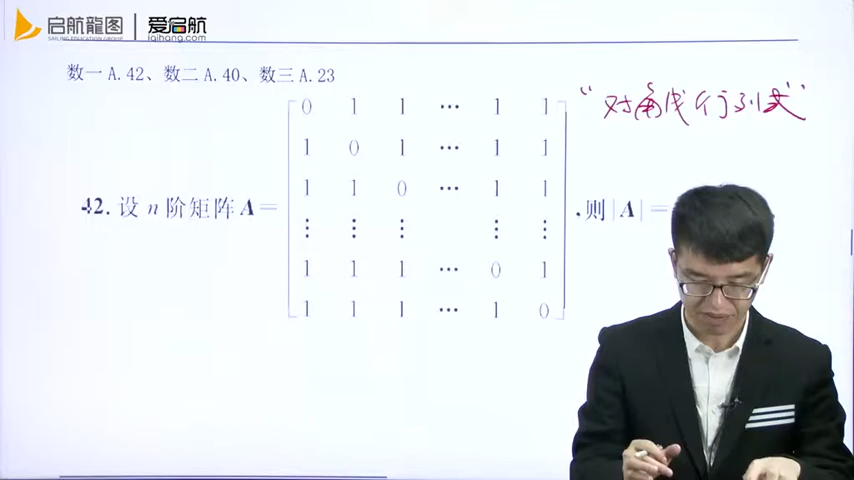 启航龍图 爱启航
SAILING EDUCATION GROUP iqihang.com
数一 A.42、数二 A.40、数三 A.23
“对角线行列式”
0 1 1 ⋯ 1 1
1 0 1 ⋯ 1 1
1 1 0 ⋯ 1 1
42. 设 n 阶矩阵 A = ⋮ ⋮ ⋮ ⋮ ⋮ , 则 |A| =
1 1 1 ⋯ 0 1
1 1 1 ⋯ 1 0